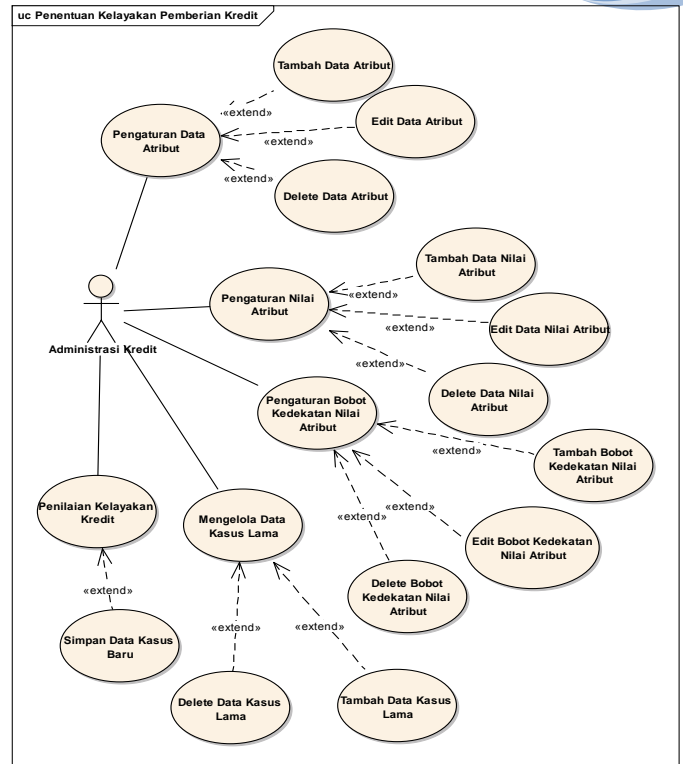 uc Penentuan Kelayakan Pemberian Kredit
Tambah Data Atribut
«extend»
Edit Data Atribut
Pengaturan Data
Atribut
«extend»
«extend»
Delete Data Atribut
Tambah Data Nilai
Atribut
Pengaturan Nilai
Atribut
«extend»
«extend»
Edit Data Nilai Atribut
Administrasi Kredit
«extend»
Delete Data Nilai
Atribut
Pengaturan Bobot
Kedekatan Nilai
Atribut
«extend»
Tambah Bobot
Kedekatan Nilai
Atribut
Penilaian Kelayakan
Kredit
Mengelola Data
Kasus Lama
«extend»
«extend»
Edit Bobot Kedekatan
Nilai Atribut
Delete Bobot
Kedekatan Nilai
Atribut
«extend»
«extend»
«extend»
Simpan Data Kasus
Baru
Delete Data Kasus
Lama
Tambah Data Kasus
Lama